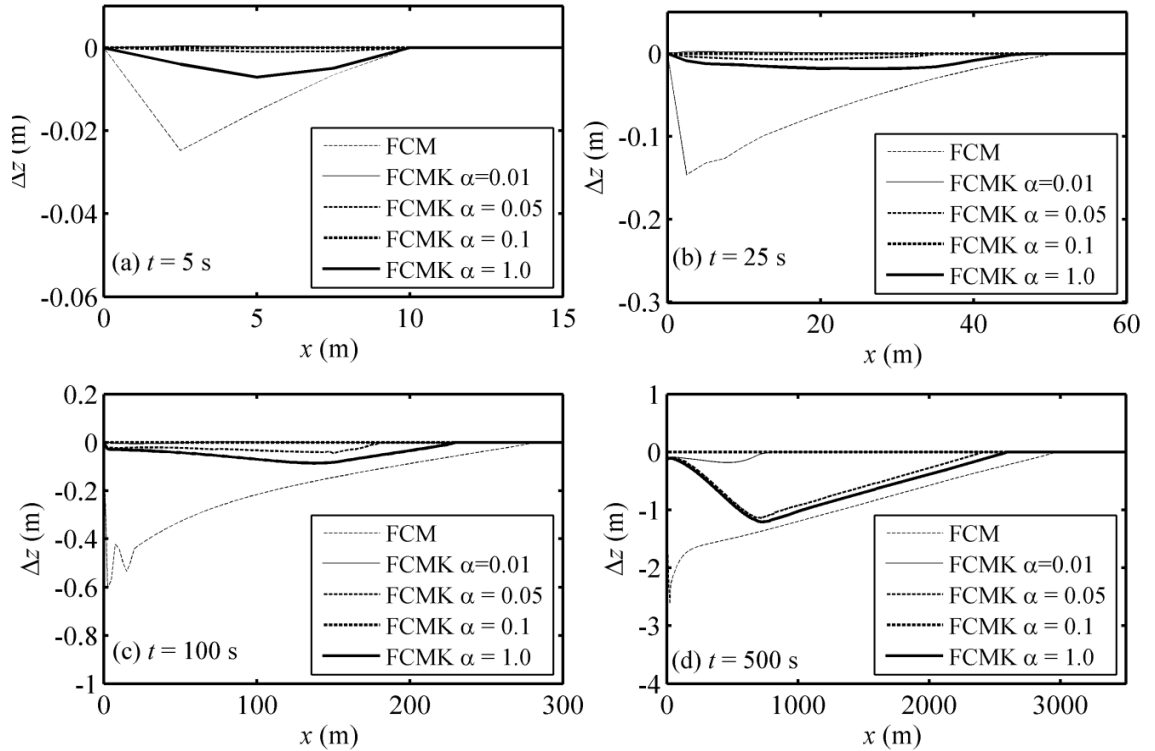 0
-0.02
-0.04
-0.06
Δz (m)
FCM
FCMK α=0.01
FCMK α = 0.05
FCMK α = 0.1
FCMK α = 1.0
(a) t = 5 s
0 5 10 15
x (m)
0
-0.1
-0.2
-0.3
Δz (m)
FCM
FCMK α=0.01
FCMK α = 0.05
FCMK α = 0.1
FCMK α = 1.0
(b) t = 25 s
0 20 40 60
x (m)
0.2
0
-0.2
-0.4
-0.6
-0.8
-1
Δz (m)
FCM
FCMK α=0.01
FCMK α = 0.05
FCMK α = 0.1
FCMK α = 1.0
(c) t = 100 s
0 100 200 300
x (m)
1
0
-1
-2
-3
-4
Δz (m)
FCM
FCMK α=0.01
FCMK α = 0.05
FCMK α = 0.1
FCMK α = 1.0
(d) t = 500 s
0 1000 2000 3000
x (m)